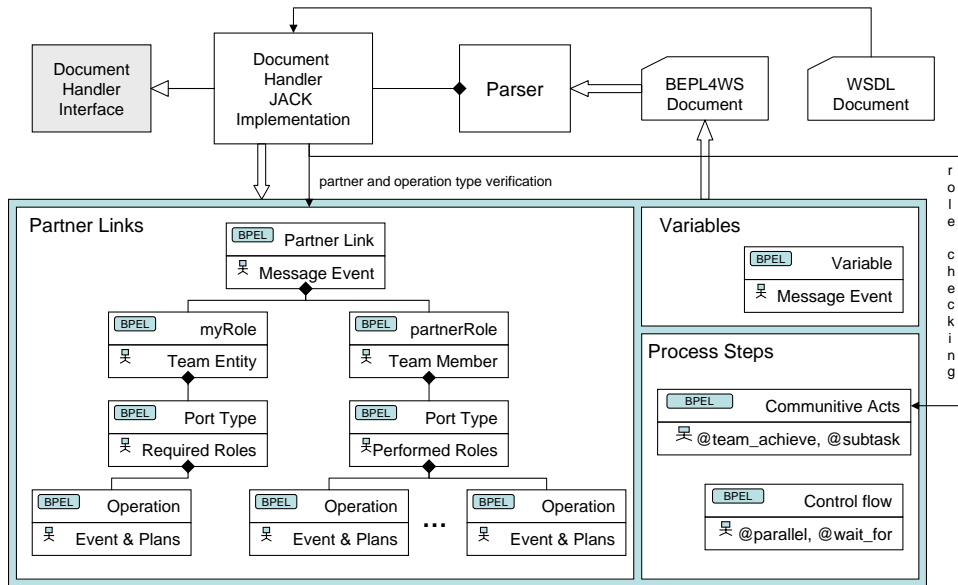 Document
Handler
Interface
Document
Handler
JACK
Implementation
Parser
BEPL4WS
Document
WSDL
Document
partner and operation type verification
role checking
Partner Links
BPEL Partner Link
Message Event
BPEL myRole
Team Entity
BPEL partnerRole
Team Member
BPEL Port Type
Required Roles
BPEL Port Type
Performed Roles
BPEL Operation
Event & Plans
BPEL Operation
Event & Plans
...
BPEL Operation
Event & Plans
Variables
BPEL Variable
Message Event
Process Steps
BPEL Communitive Acts
@team_achieve, @subtask
BPEL Control flow
@parallel, @wait_for